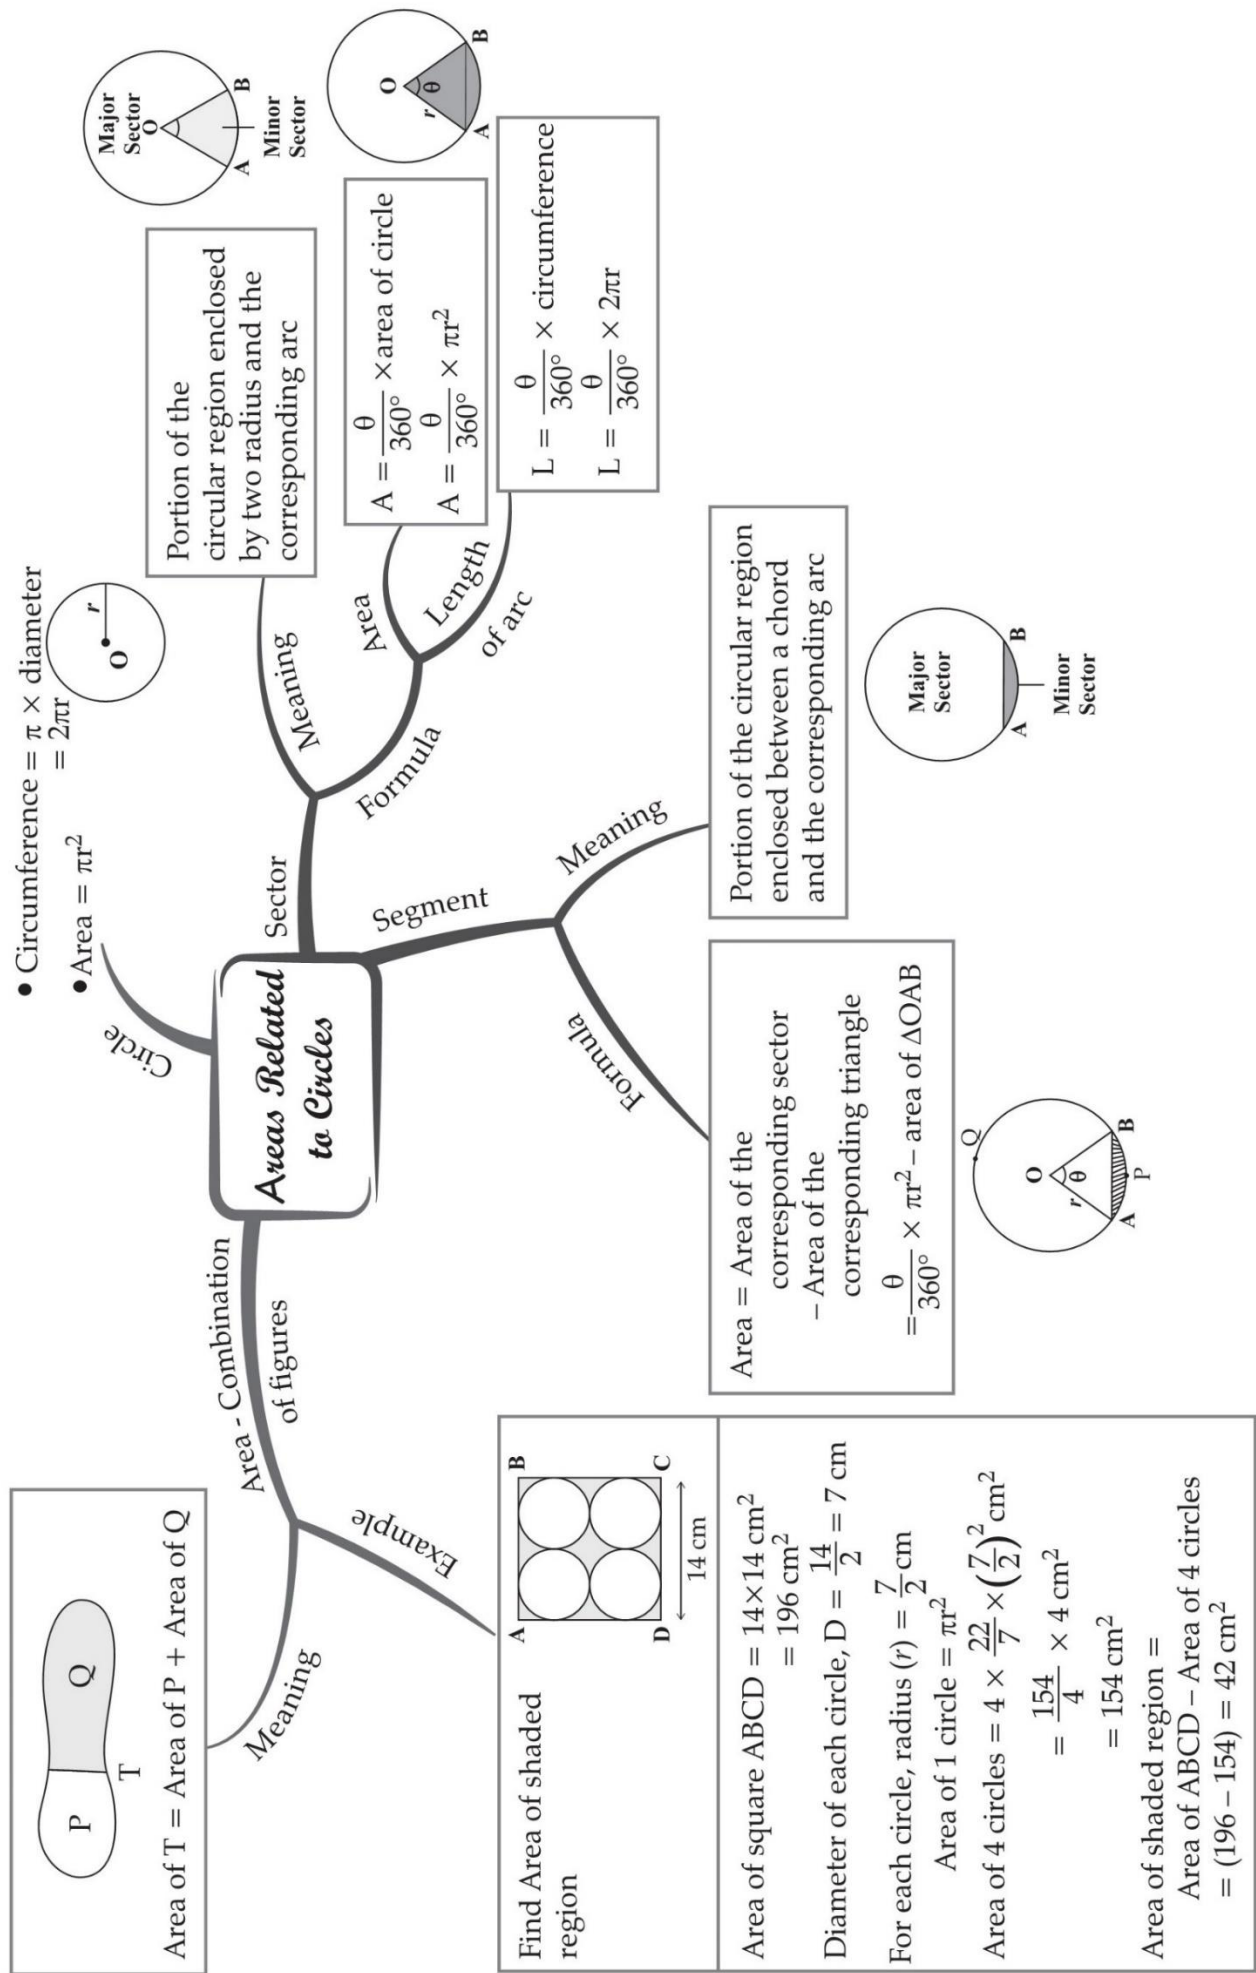 Areas Related
to Circles
Circle
• Circumference = π × diameter
= 2πr
• Area = πr²
O
r
Sector
Meaning
Portion of the
circular region enclosed
by two radius and the
corresponding arc
Major
Sector
O
A
B
Minor
Sector
Formula
Area
A = θ/360° × area of circle
A = θ/360° × πr²
O
θ
r
A
B
Length
of arc
L = θ/360° × circumference
L = θ/360° × 2πr
Segment
Meaning
Portion of the circular region
enclosed between a chord
and the corresponding arc
Major
Sector
A
B
Minor
Sector
Formula
Area = Area of the
corresponding sector
– Area of the
corresponding triangle
= θ/360° × πr² – area of ΔOAB
Q
O
θ
r
A
B
P
Area - Combination
of figures
Meaning
P
Q
T
Area of T = Area of P + Area of Q
Example
Find Area of shaded
region
A
B
D
C
14 cm
Area of square ABCD = 14×14 cm²
= 196 cm²
Diameter of each circle, D = 14/2 = 7 cm
For each circle, radius (r) = 7/2 cm
Area of 1 circle = πr²
Area of 4 circles = 4 × 22/7 × (7/2)² cm²
= 154/4 × 4 cm²
= 154 cm²
Area of shaded region =
Area of ABCD – Area of 4 circles
= (196 – 154) = 42 cm²